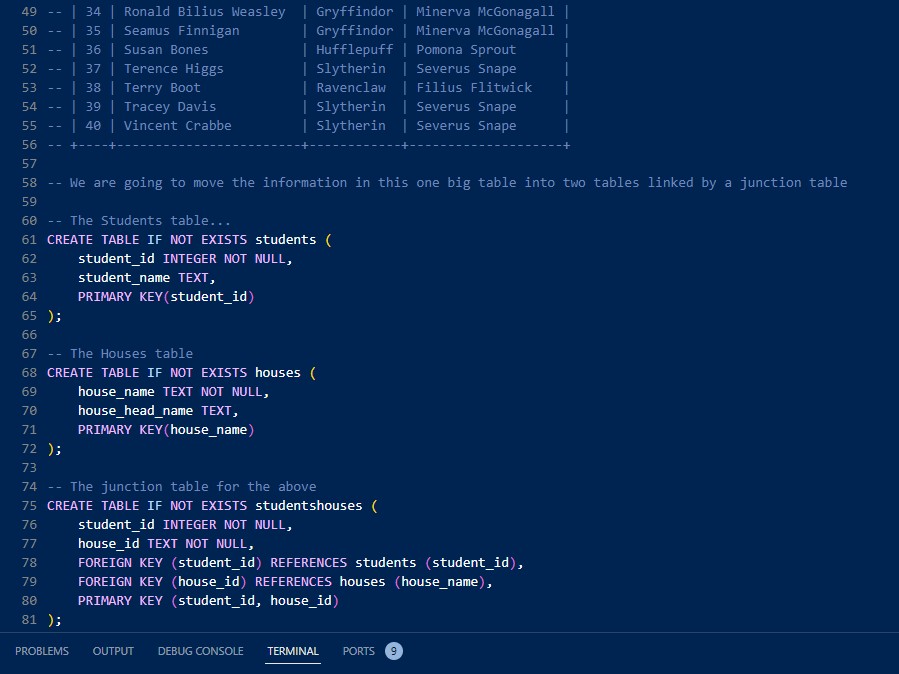 49 -- | 34 | Ronald Bilius Weasley  | Gryffindor | Minerva McGonagall |
50 -- | 35 | Seamus Finnigan        | Gryffindor | Minerva McGonagall |
51 -- | 36 | Susan Bones            | Hufflepuff | Pomona Sprout      |
52 -- | 37 | Terence Higgs          | Slytherin  | Severus Snape      |
53 -- | 38 | Terry Boot             | Ravenclaw  | Filius Flitwick    |
54 -- | 39 | Tracey Davis           | Slytherin  | Severus Snape      |
55 -- | 40 | Vincent Crabbe         | Slytherin  | Severus Snape      |
56 -- +----+------------------------+------------+--------------------+
57
58 -- We are going to move the information in this one big table into two tables linked by a junction table
59
60 -- The Students table...
61 CREATE TABLE IF NOT EXISTS students (
62     student_id INTEGER NOT NULL,
63     student_name TEXT,
64     PRIMARY KEY(student_id)
65 );
66
67 -- The Houses table
68 CREATE TABLE IF NOT EXISTS houses (
69     house_name TEXT NOT NULL,
70     house_head_name TEXT,
71     PRIMARY KEY(house_name)
72 );
73
74 -- The junction table for the above
75 CREATE TABLE IF NOT EXISTS studentshouses (
76     student_id INTEGER NOT NULL,
77     house_id TEXT NOT NULL,
78     FOREIGN KEY (student_id) REFERENCES students (student_id),
79     FOREIGN KEY (house_id) REFERENCES houses (house_name),
80     PRIMARY KEY (student_id, house_id)
81 );
PROBLEMS OUTPUT DEBUG CONSOLE TERMINAL PORTS 9